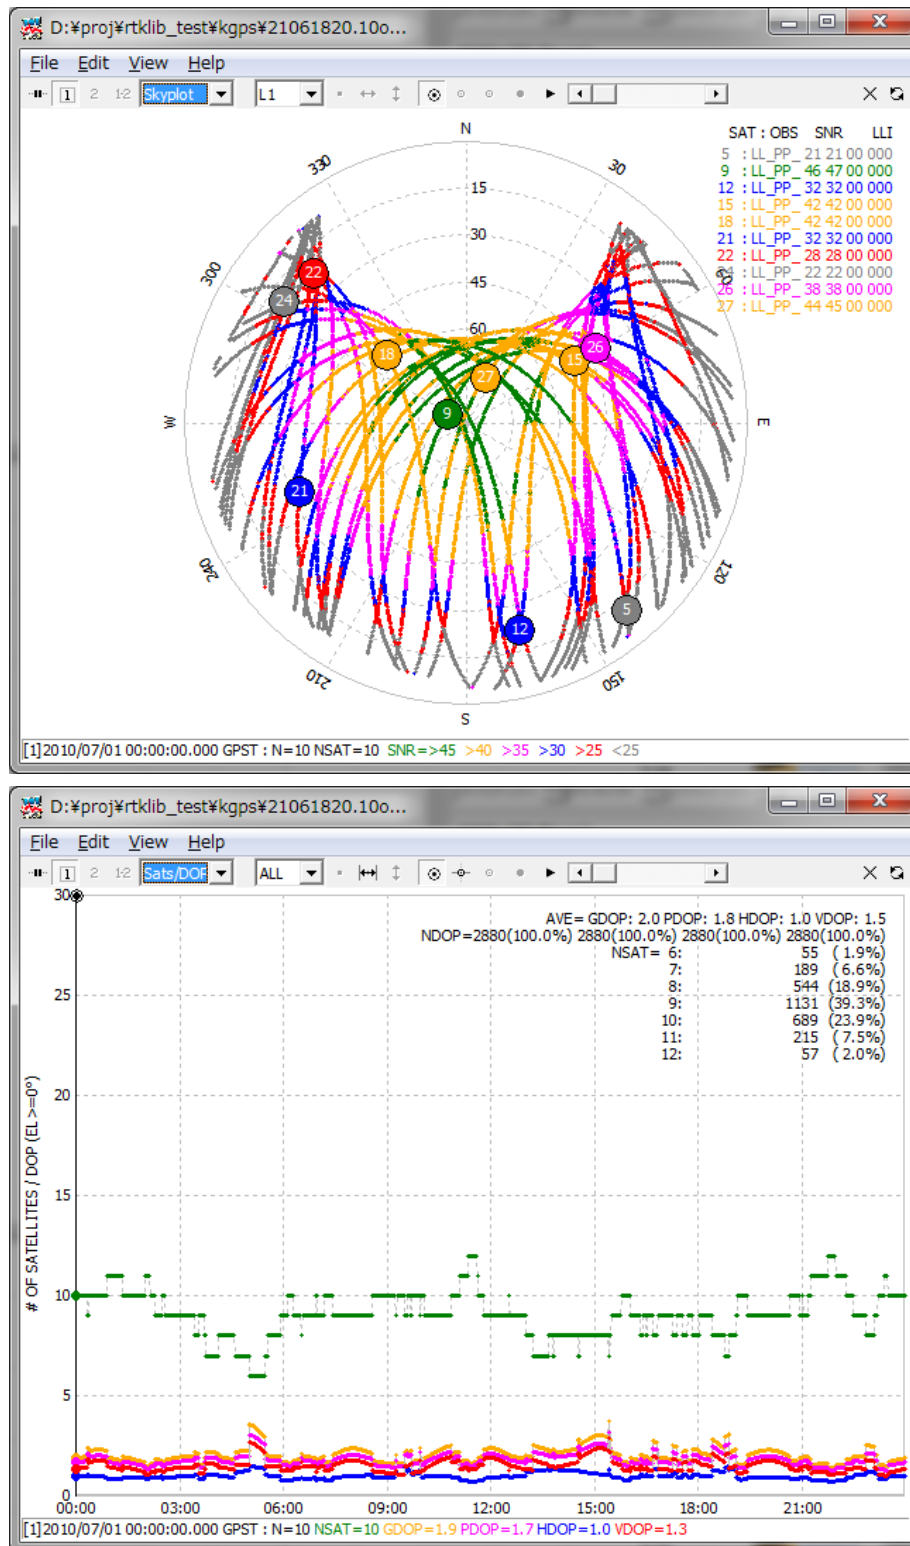 D:¥proj¥rtklib_test¥kgps¥21061820.10o...
File Edit View Help
1 2 1-2 Skyplot L1
SAT : OBS SNR LLI
5 : LL_PP_ 21 21 00 000
9 : LL_PP_ 46 47 00 000
12 : LL_PP_ 32 32 00 000
15 : LL_PP_ 42 42 00 000
18 : LL_PP_ 42 42 00 000
21 : LL_PP_ 32 32 00 000
22 : LL_PP_ 28 28 00 000
24 : LL_PP_ 22 22 00 000
26 : LL_PP_ 38 38 00 000
27 : LL_PP_ 44 45 00 000
N
330 30
15
30
300 60
45
60
22
24
18 26
15
27
9
W E
21
240 120
5
12
210 150
S
[1]2010/07/01 00:00:00.000 GPST : N=10 NSAT=10 SNR=>45 >40 >35 >30 >25 <25
D:¥proj¥rtklib_test¥kgps¥21061820.10o...
File Edit View Help
1 2 1-2 Sats/DOP ALL
AVE= GDOP: 2.0 PDOP: 1.8 HDOP: 1.0 VDOP: 1.5
NDOP=2880(100.0%) 2880(100.0%) 2880(100.0%) 2880(100.0%)
NSAT= 6: 55 ( 1.9%)
7: 189 ( 6.6%)
8: 544 (18.9%)
9: 1131 (39.3%)
10: 689 (23.9%)
11: 215 ( 7.5%)
12: 57 ( 2.0%)
# OF SATELLITES / DOP (EL >=0°)
30
25
20
15
10
5
0
00:00 03:00 06:00 09:00 12:00 15:00 18:00 21:00
[1]2010/07/01 00:00:00.000 GPST : N=10 NSAT=10 GDOP=1.9 PDOP=1.7 HDOP=1.0 VDOP=1.3